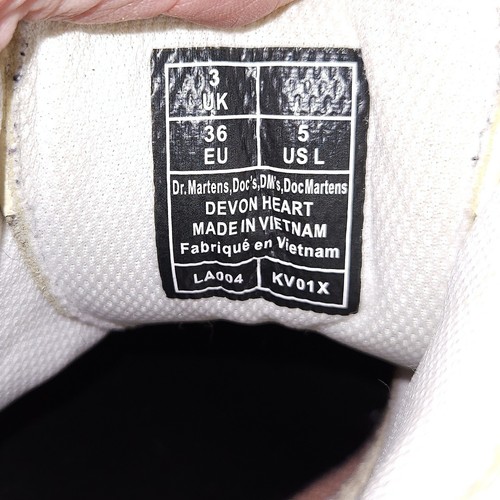 3
UK
36
EU
5
US L
Dr.Martens,Doc's,DM's,DocMartens
DEVON HEART
MADE IN VIETNAM
Fabriqué en Vietnam
LA004
KV01X